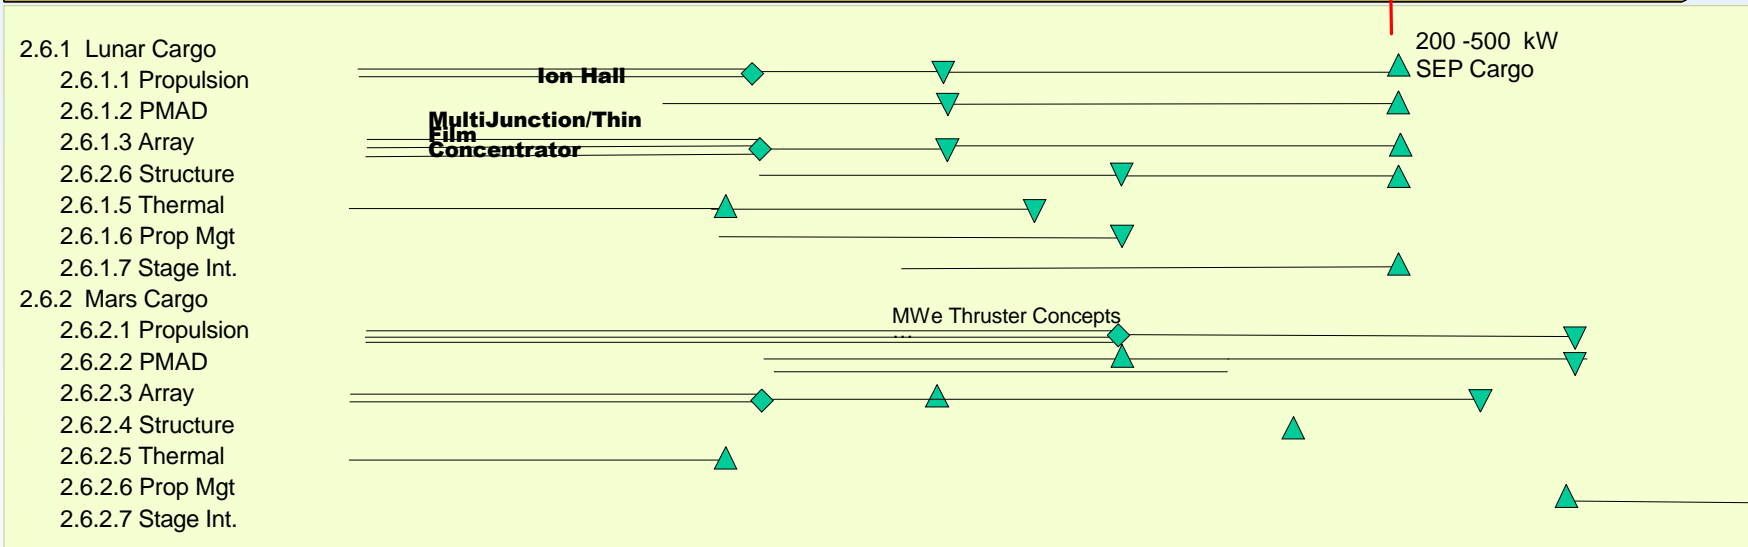 2.6.1 Lunar Cargo
200 -500 kW
SEP Cargo
2.6.1.1 Propulsion
Ion Hall
2.6.1.2 PMAD
MultiJunction/Thin
Film
Concentrator
2.6.1.3 Array
2.6.2.6 Structure
2.6.1.5 Thermal
2.6.1.6 Prop Mgt
2.6.1.7 Stage Int.
2.6.2 Mars Cargo
MWe Thruster Concepts
...
2.6.2.1 Propulsion
2.6.2.2 PMAD
2.6.2.3 Array
2.6.2.4 Structure
2.6.2.5 Thermal
2.6.2.6 Prop Mgt
2.6.2.7 Stage Int.